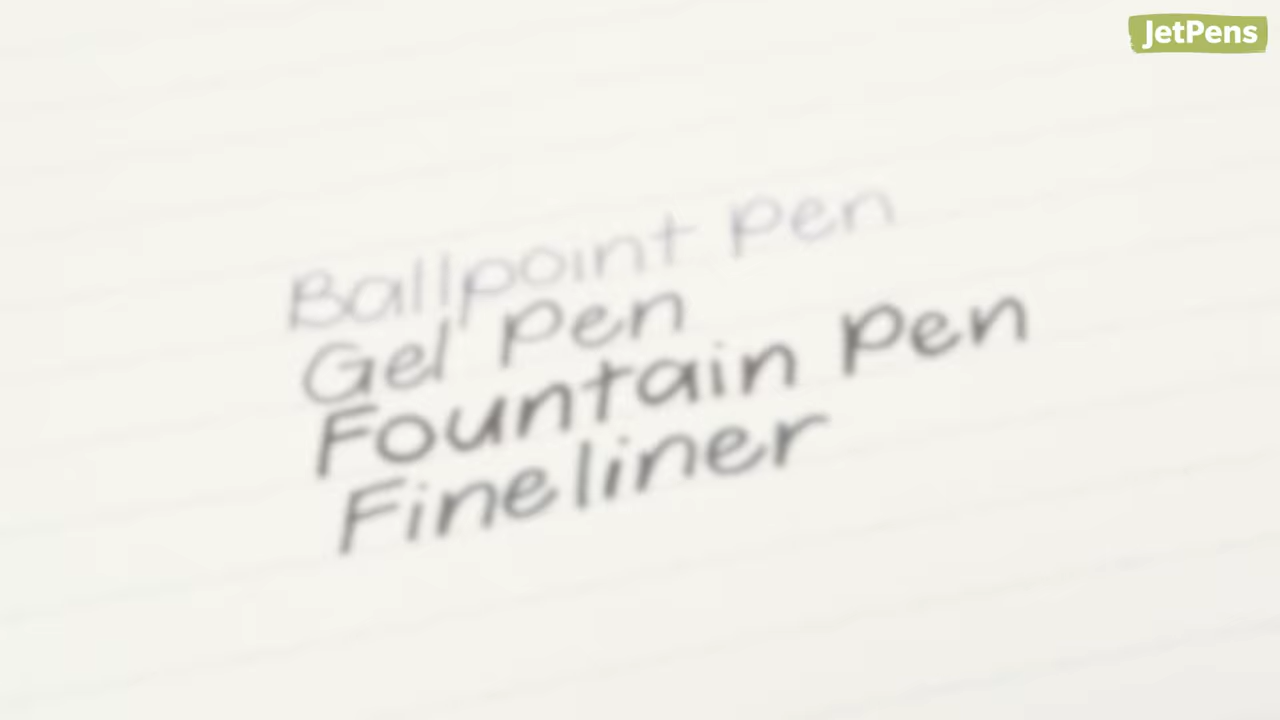 JetPens
Ballpoint Pen
Gel Pen
Fountain Pen
Fineliner